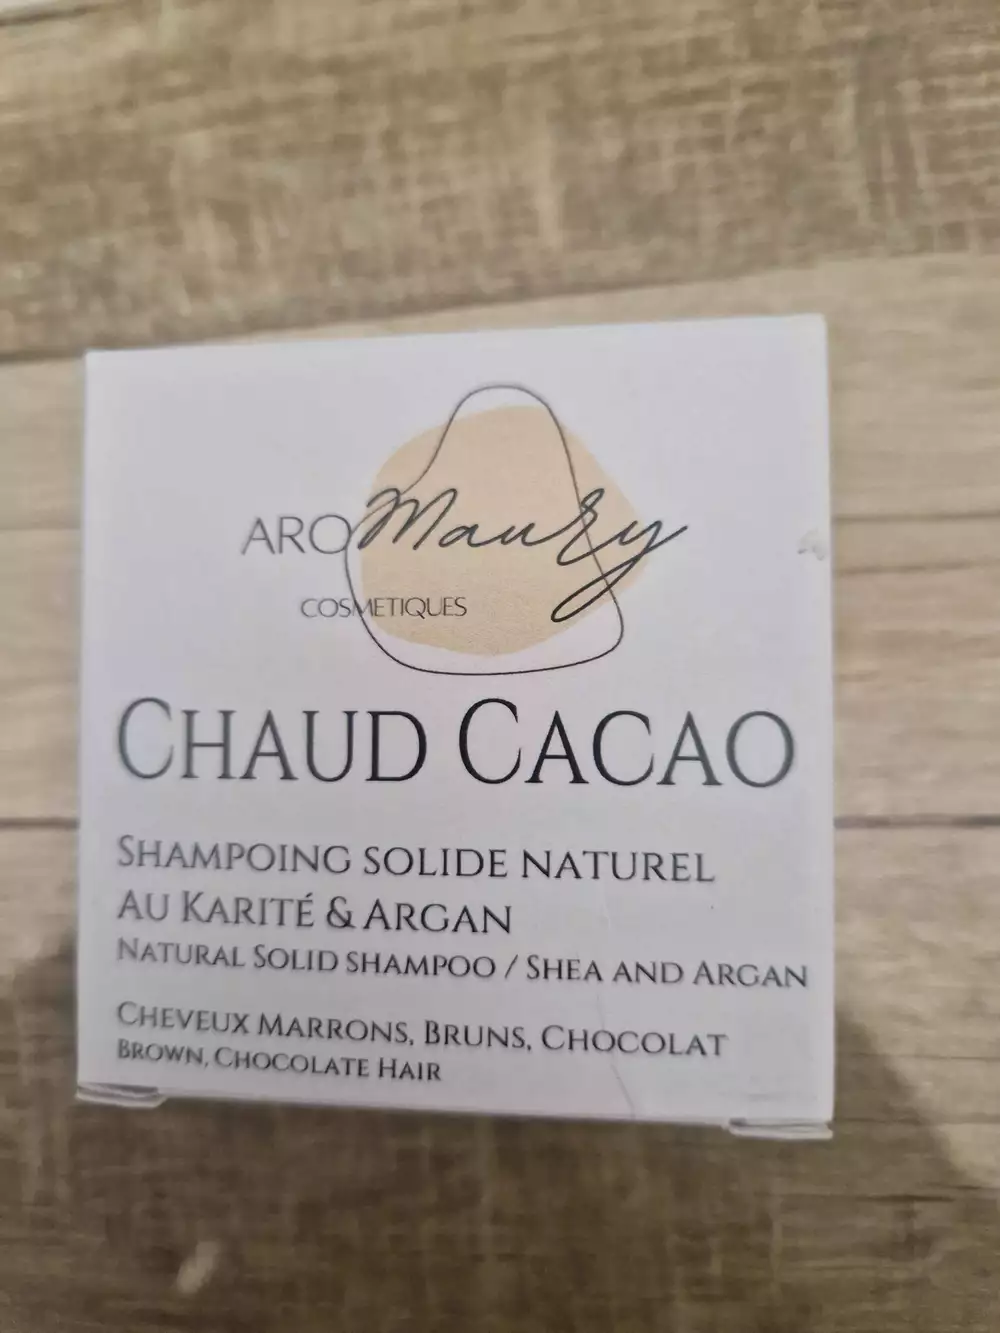 AROMaury
COSMETIQUES
CHAUD CACAO
SHAMPOING SOLIDE NATUREL
AU KARITÉ & ARGAN
NATURAL SOLID SHAMPOO / SHEA AND ARGAN
CHEVEUX MARRONS, BRUNS, CHOCOLAT
BROWN, CHOCOLATE HAIR